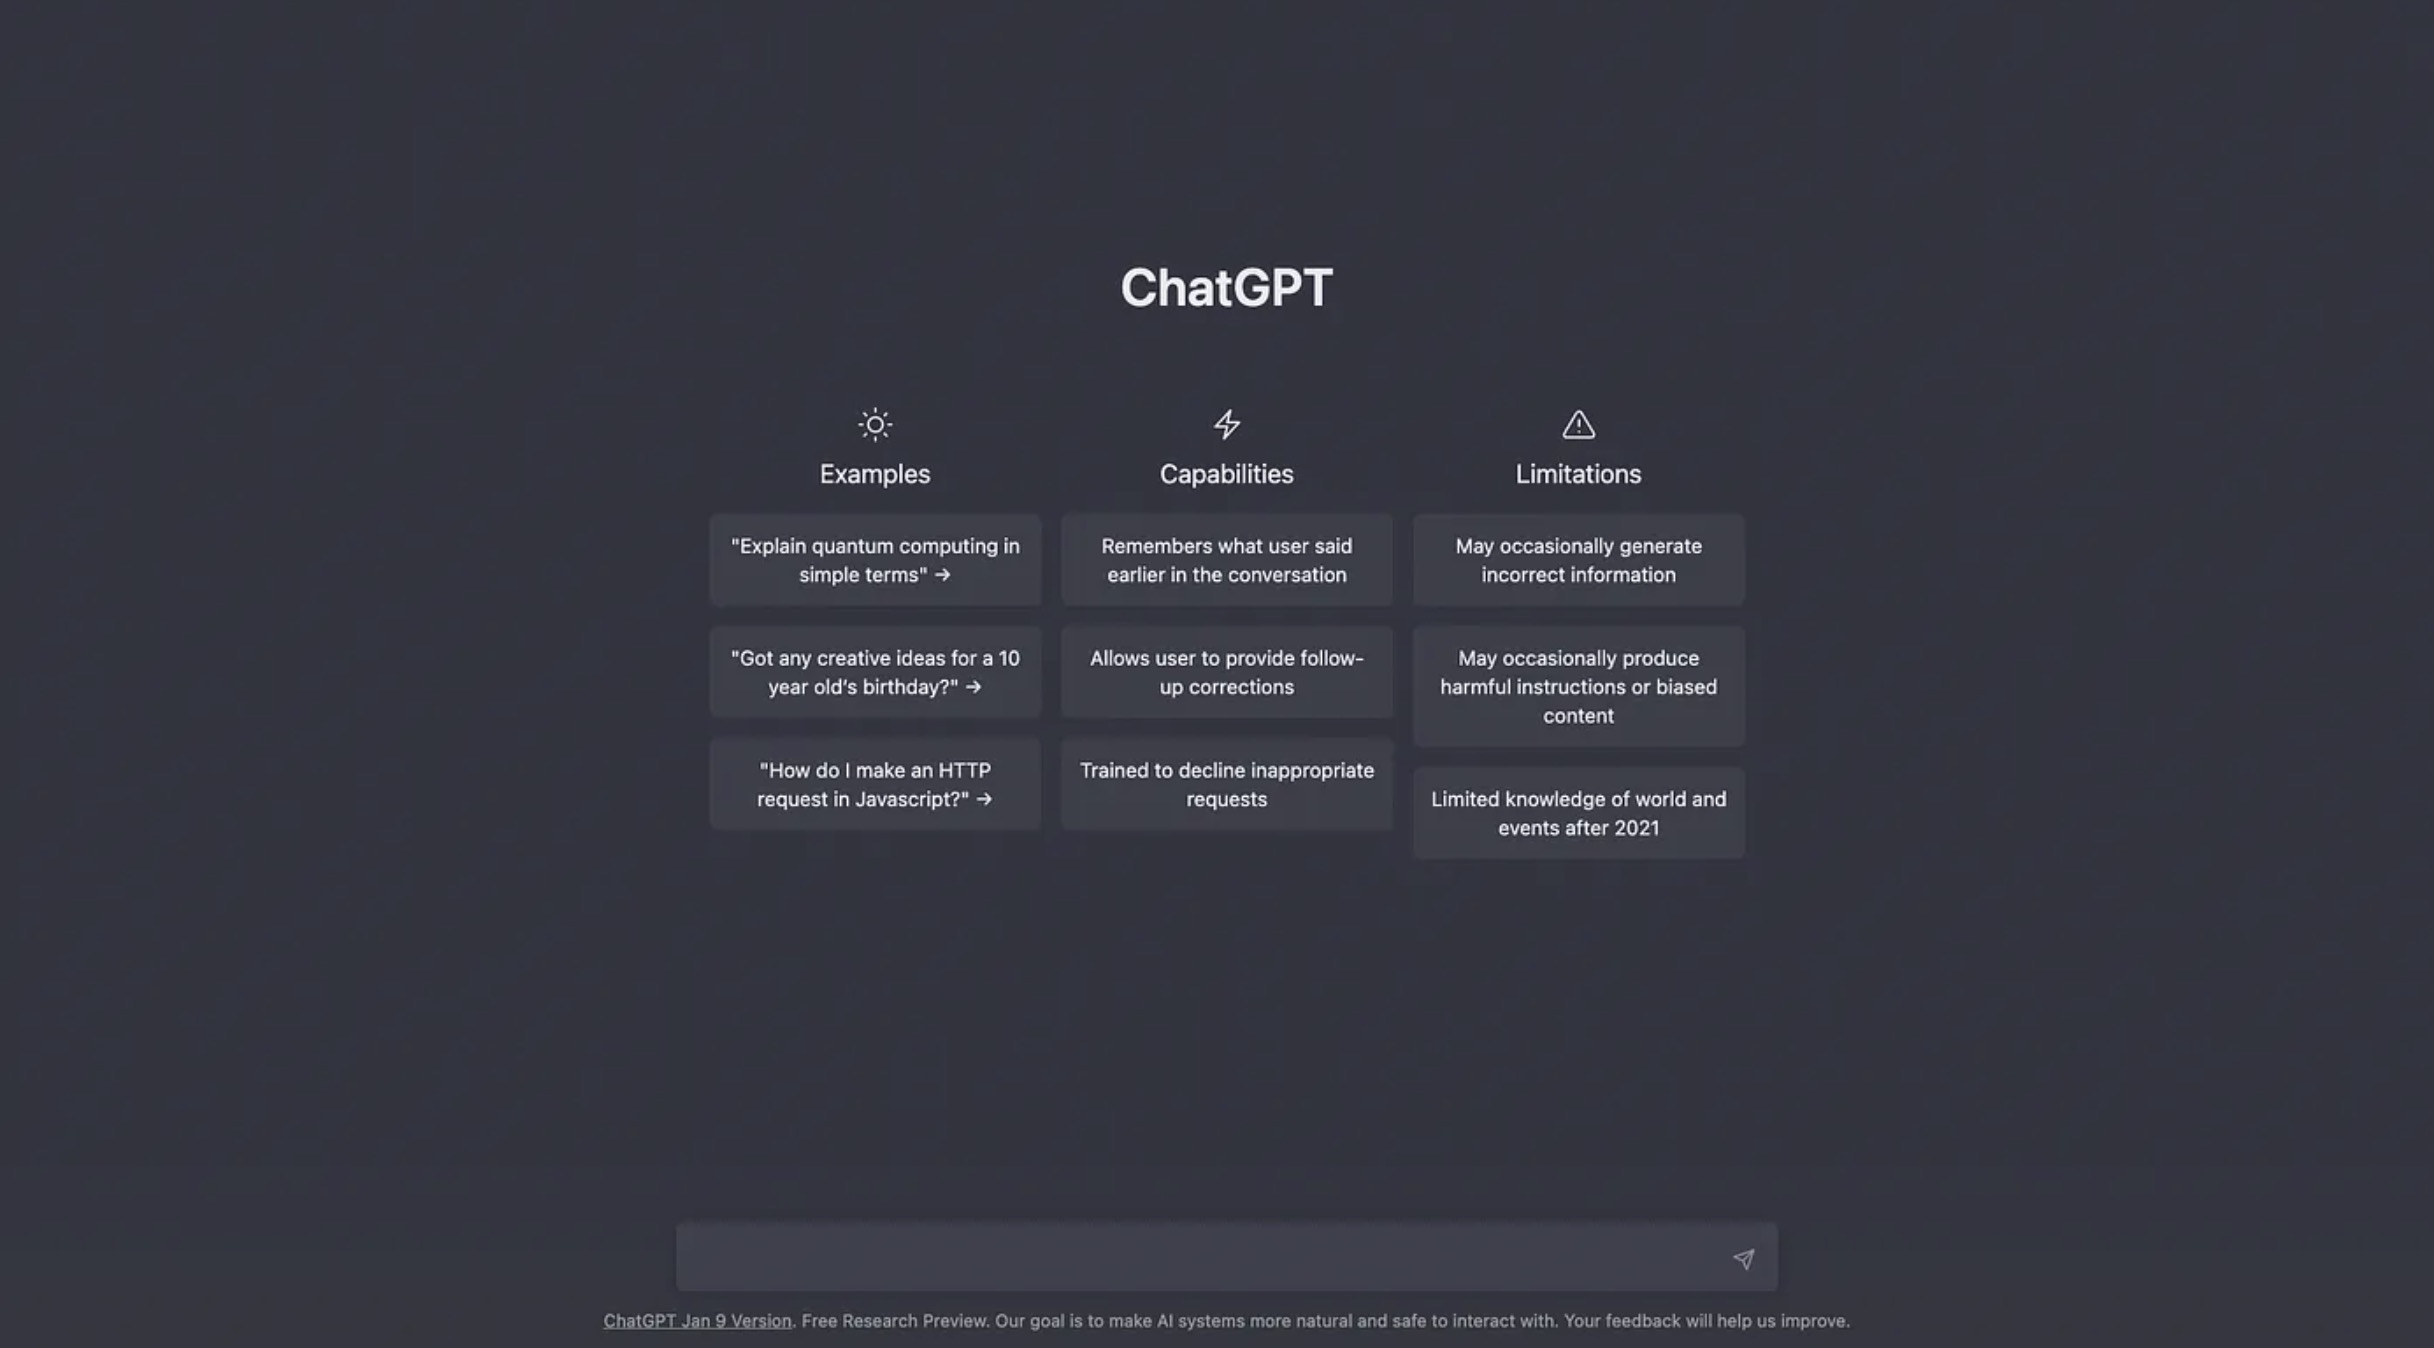 ChatGPT
Examples
"Explain quantum computing in
simple terms" →
"Got any creative ideas for a 10
year old's birthday?" →
"How do I make an HTTP
request in Javascript?" →
Capabilities
Remembers what user said
earlier in the conversation
Allows user to provide follow-
up corrections
Trained to decline inappropriate
requests
Limitations
May occasionally generate
incorrect information
May occasionally produce
harmful instructions or biased
content
Limited knowledge of world and
events after 2021
ChatGPT Jan 9 Version. Free Research Preview. Our goal is to make AI systems more natural and safe to interact with. Your feedback will help us improve.